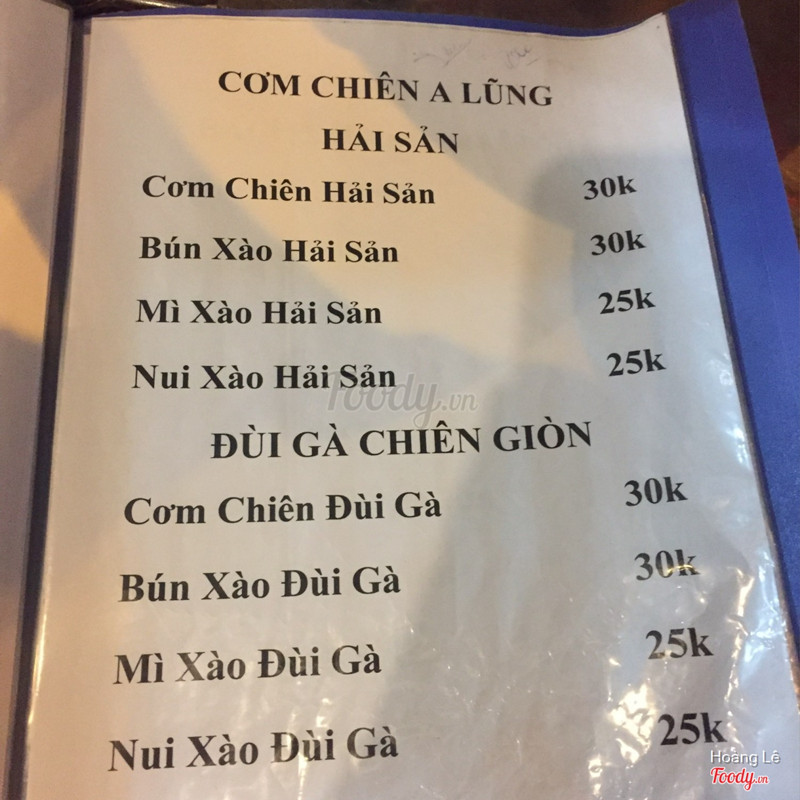 CƠM CHIÊN A LŨNG
HẢI SẢN
Cơm Chiên Hải Sản 30k
Bún Xào Hải Sản 30k
Mì Xào Hải Sản 25k
Nui Xào Hải Sản 25k
Foody.vn
ĐÙI GÀ CHIÊN GIÒN
Cơm Chiên Đùi Gà 30k
Bún Xào Đùi Gà 30k
Mì Xào Đùi Gà 25k
Nui Xào Đùi Gà 25k
Hoàng Lê
Foody.vn